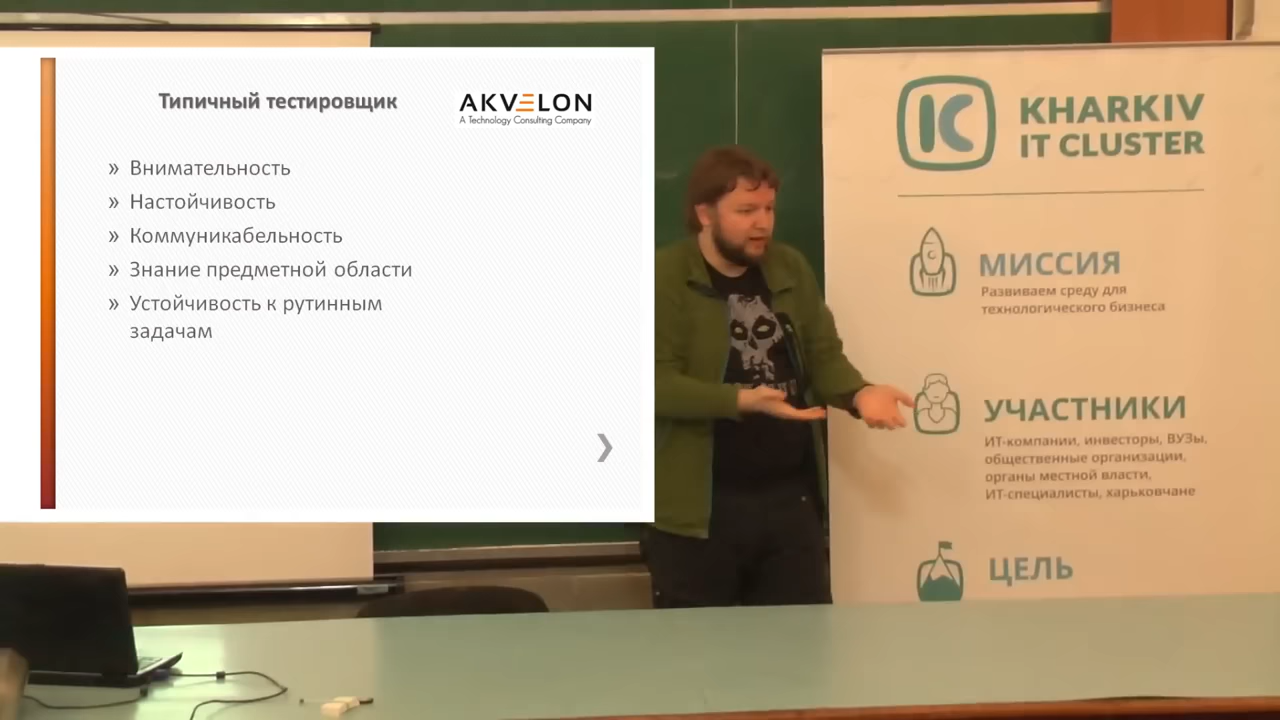 Типичный тестировщик
AKVELON
A Technology Consulting Company
» Внимательность
» Настойчивость
» Коммуникабельность
» Знание предметной области
» Устойчивость к рутинным
задачам
KHARKIV
IT CLUSTER
МИССИЯ
Развиваем среду для
технологического бизнеса
УЧАСТНИКИ
ИТ-компании, инвесторы, ВУЗы,
общественные организации,
органы местной власти,
ИТ-специалисты, харьковчане
ЦЕЛЬ